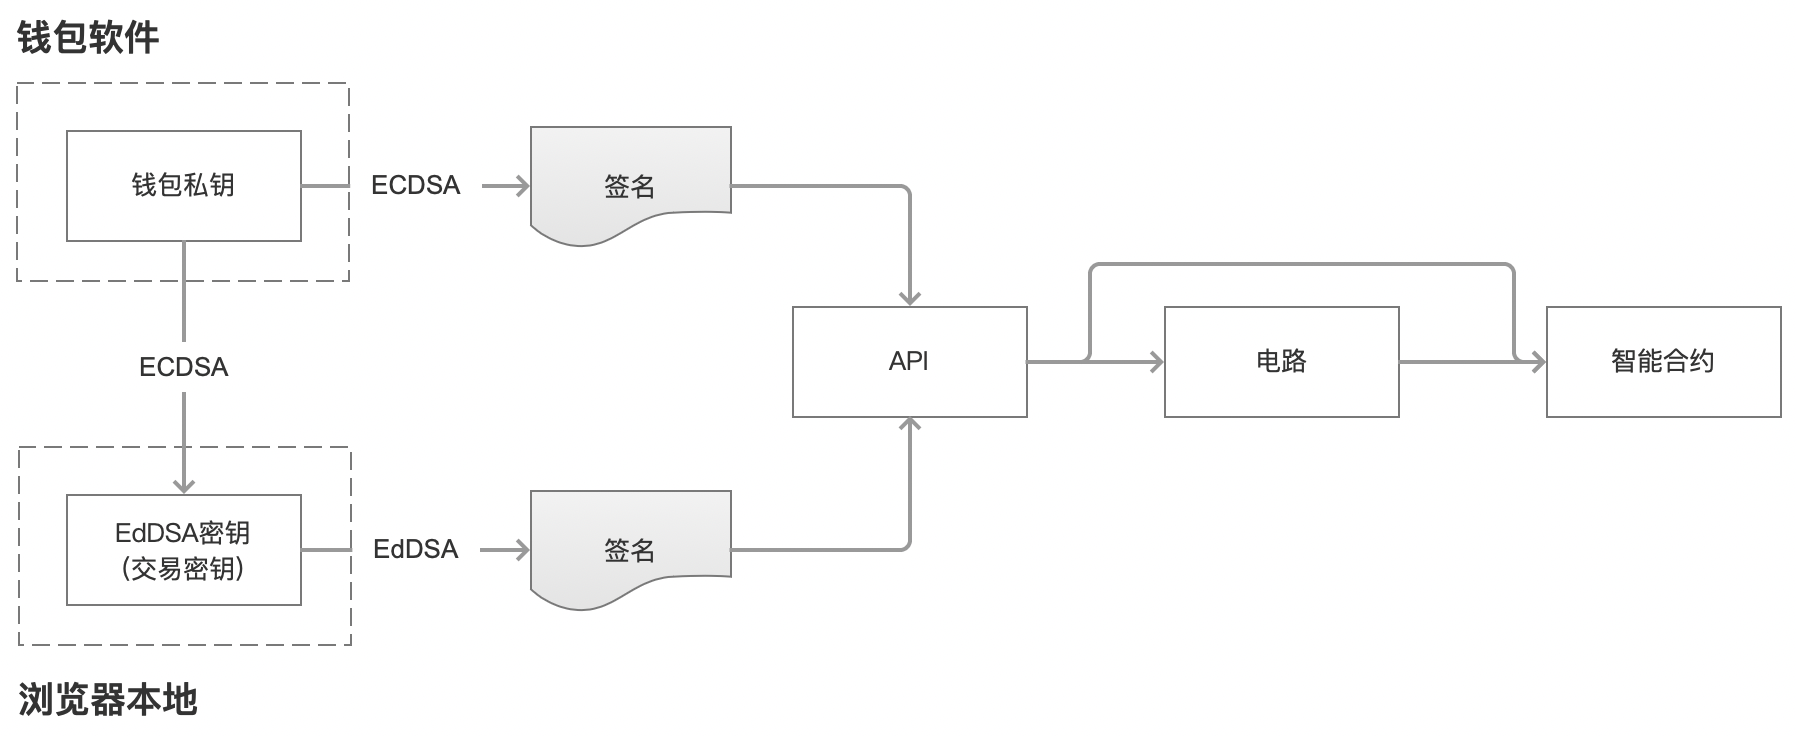 钱包软件
钱包私钥
ECDSA
签名
ECDSA
API
电路
智能合约
EdDSA密钥
(交易密钥)
EdDSA
签名
浏览器本地